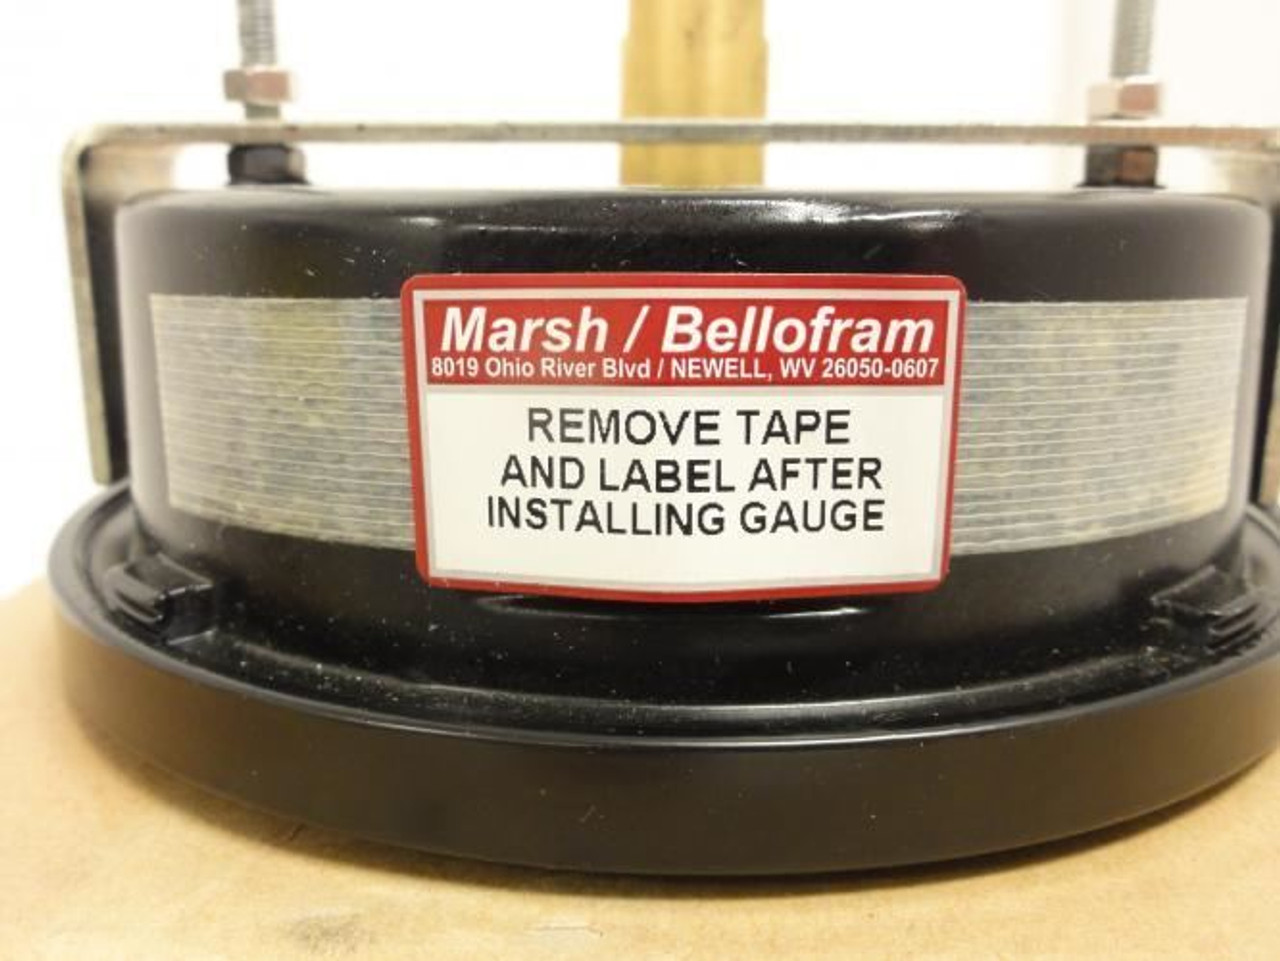 Marsh / Bellofram
8019 Ohio River Blvd / NEWELL, WV 26050-0607
REMOVE TAPE
AND LABEL AFTER
INSTALLING GAUGE